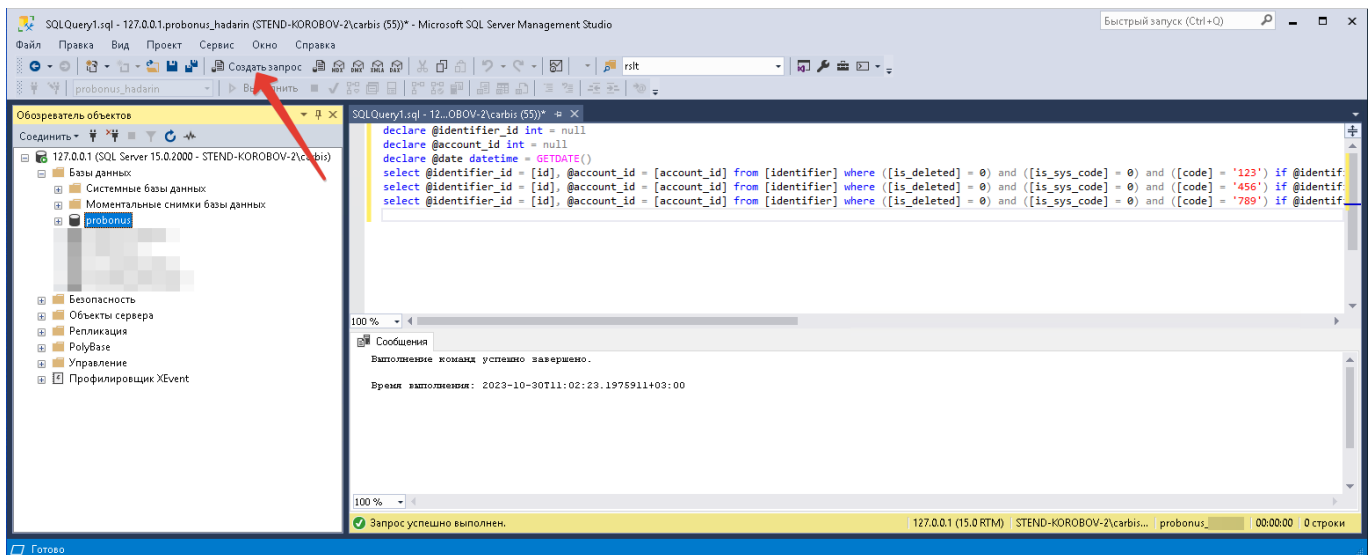 SQLQuery1.sql - 127.0.0.1.probonus_hadarin (STEND-KOROBOV-2\carbis (55))* - Microsoft SQL Server Management Studio
Быстрый запуск (Ctrl+Q)
Файл Правка Вид Проект Сервис Окно Справка
Создать запрос MDX DMX XMLA DAX rslt
probonus_hadarin
Обозреватель объектов
SQLQuery1.sql - 12...OBOV-2\carbis (55))*
Соединить
127.0.0.1 (SQL Server 15.0.2000 - STEND-KOROBOV-2\carbis)
Базы данных
Системные базы данных
Моментальные снимки базы данных
probonus
Безопасность
Объекты сервера
Репликация
PolyBase
Управление
Профилировщик XEvent
declare @identifier_id int = null
declare @account_id int = null
declare @date datetime = GETDATE()
select @identifier_id = [id], @account_id = [account_id] from [identifier] where ([is_deleted] = 0) and ([is_sys_code] = 0) and ([code] = '123') if @identif
select @identifier_id = [id], @account_id = [account_id] from [identifier] where ([is_deleted] = 0) and ([is_sys_code] = 0) and ([code] = '456') if @identif
select @identifier_id = [id], @account_id = [account_id] from [identifier] where ([is_deleted] = 0) and ([is_sys_code] = 0) and ([code] = '789') if @identif
100 %
Сообщения
Выполнение команд успешно завершено.
Время выполнения: 2023-10-30T11:02:23.1975911+03:00
100 %
Запрос успешно выполнен.
127.0.0.1 (15.0 RTM) STEND-KOROBOV-2\carbis... probonus_ 00:00:00 0 строки
Готово